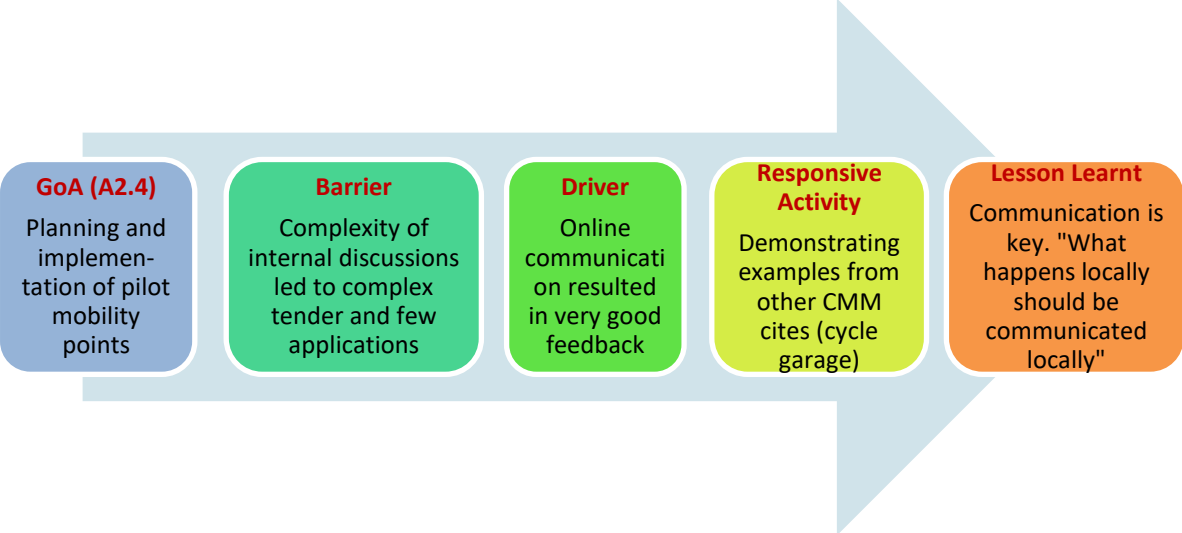 GoA (A2.4)
Planning and
implemen-
tation of pilot
mobility
points
Barrier
Complexity of
internal discussions
led to complex
tender and few
applications
Driver
Online
communicati
on resulted
in very good
feedback
Responsive
Activity
Demonstrating
examples from
other CMM
cites (cycle
garage)
Lesson Learnt
Communication is
key. "What
happens locally
should be
communicated
locally"